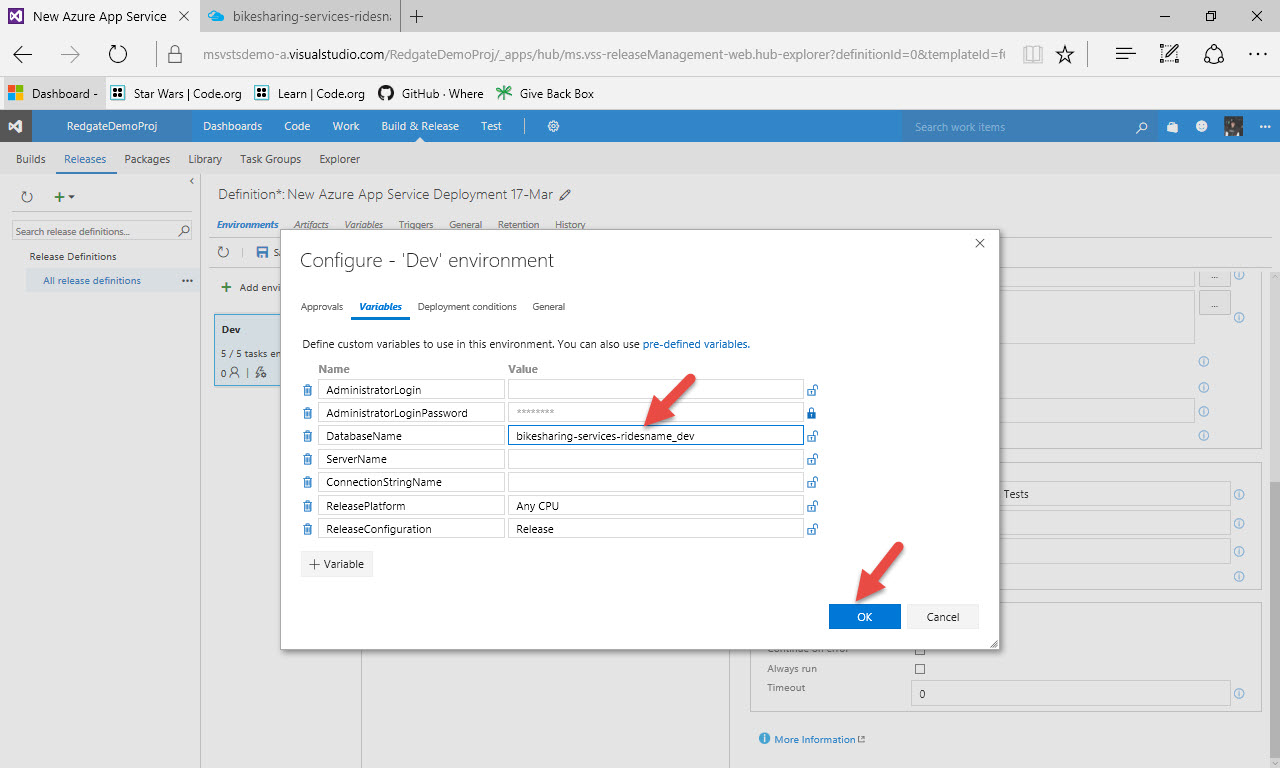 New Azure App Service
bikesharing-services-ridesna
msvstsdemo-a.visualstudio.com/RedgateDemoProj/_apps/hub/ms.vss-releaseManagement-web.hub-explorer?definitionId=0&templateId=f
Dashboard -
Star Wars | Code.org
Learn | Code.org
GitHub · Where
Give Back Box
RedgateDemoProj
Dashboards
Code
Work
Build & Release
Test
Search work items
Builds
Releases
Packages
Library
Task Groups
Explorer
Definition*: New Azure App Service Deployment 17-Mar
Search release definitions...
Environments
Artifacts
Variables
Triggers
General
Retention
History
Release Definitions
All release definitions
Add envi
Dev
5 / 5 tasks en
0
Configure - 'Dev' environment
Approvals
Variables
Deployment conditions
General
Define custom variables to use in this environment. You can also use pre-defined variables.
Name
Value
AdministratorLogin
AdministratorLoginPassword
********
DatabaseName
bikesharing-services-ridesname_dev
ServerName
ConnectionStringName
ReleasePlatform
Any CPU
ReleaseConfiguration
Release
+ Variable
OK
Cancel
...
...
Tests
Continue on error
Always run
Timeout
0
More Information